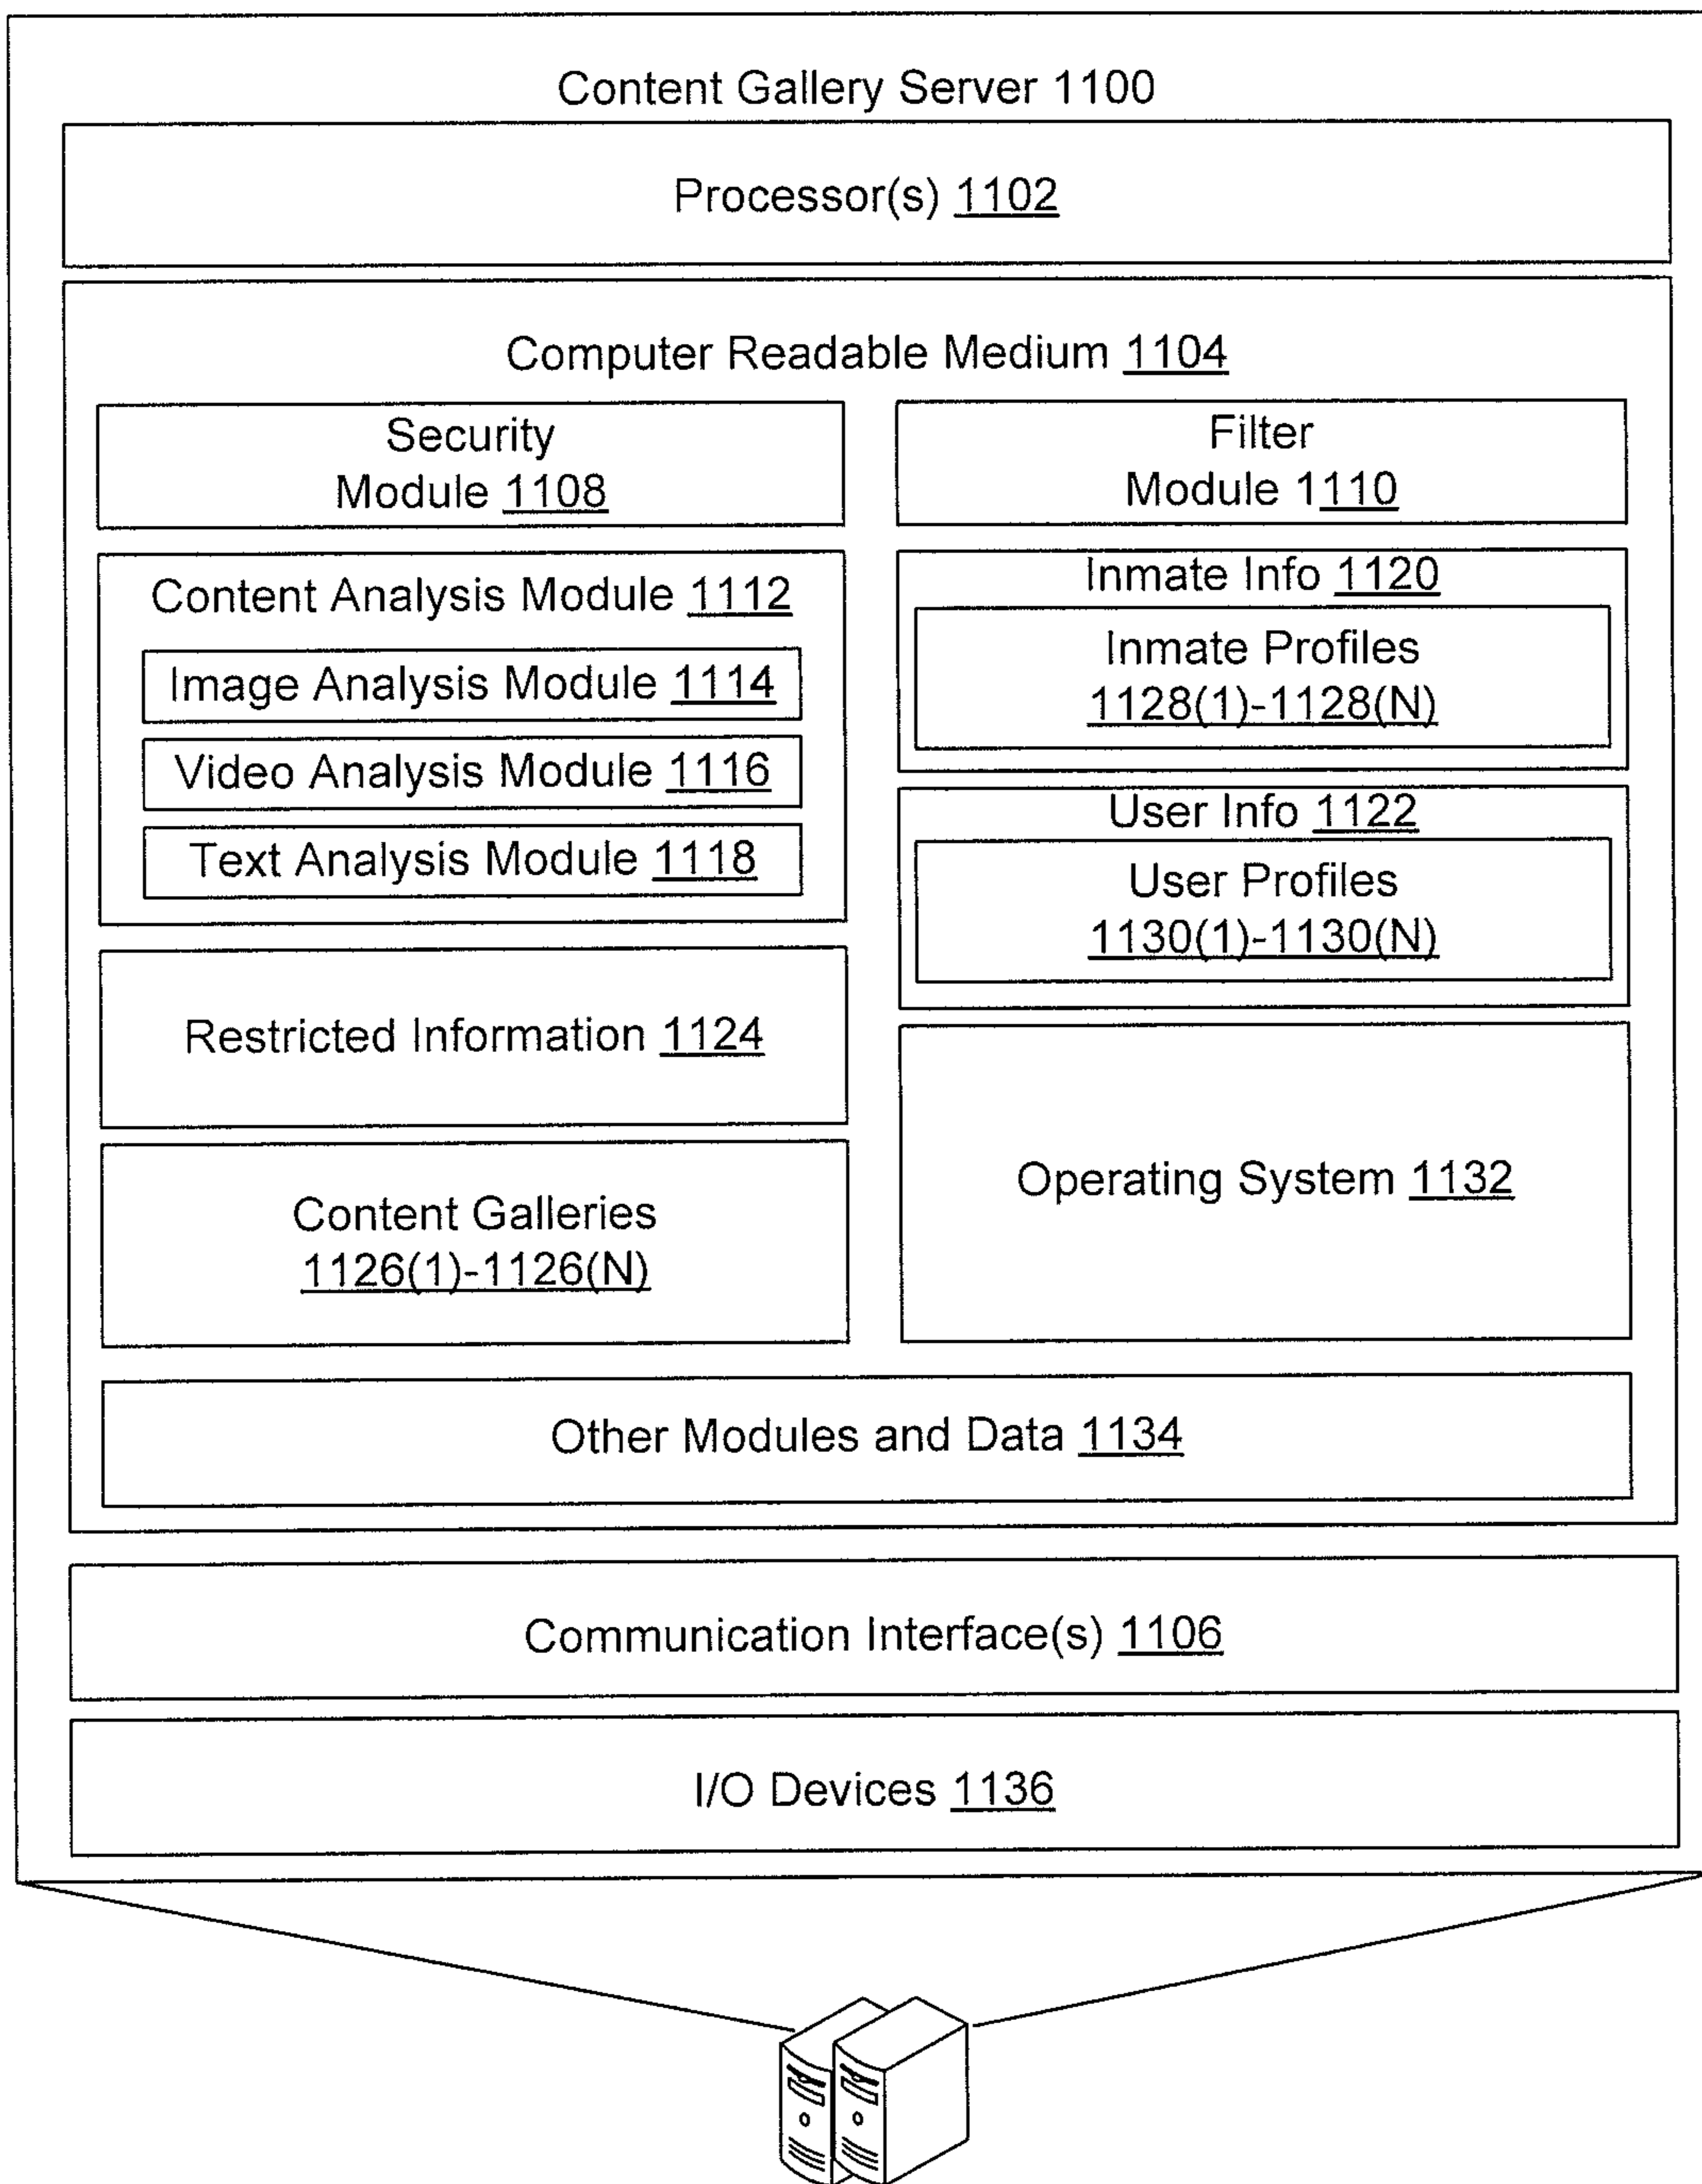 Content Gallery Server 1100
Processor(s) 1102
Computer Readable Medium 1104
Security
Module 1108
Filter
Module 1110
Content Analysis Module 1112
Image Analysis Module 1114
Video Analysis Module 1116
Text Analysis Module 1118
Inmate Info 1120
Inmate Profiles
1128(1)-1128(N)
User Info 1122
User Profiles
1130(1)-1130(N)
Restricted Information 1124
Content Galleries
1126(1)-1126(N)
Operating System 1132
Other Modules and Data 1134
Communication Interface(s) 1106
I/O Devices 1136